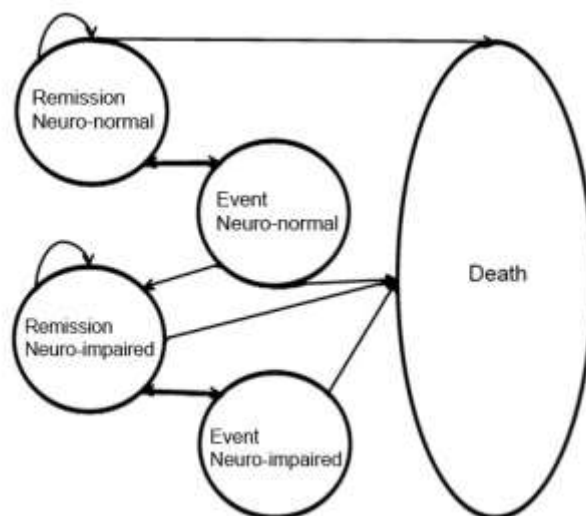 Remission
Neuro-normal
Event
Neuro-normal
Death
Remission
Neuro-impaired
Event
Neuro-impaired